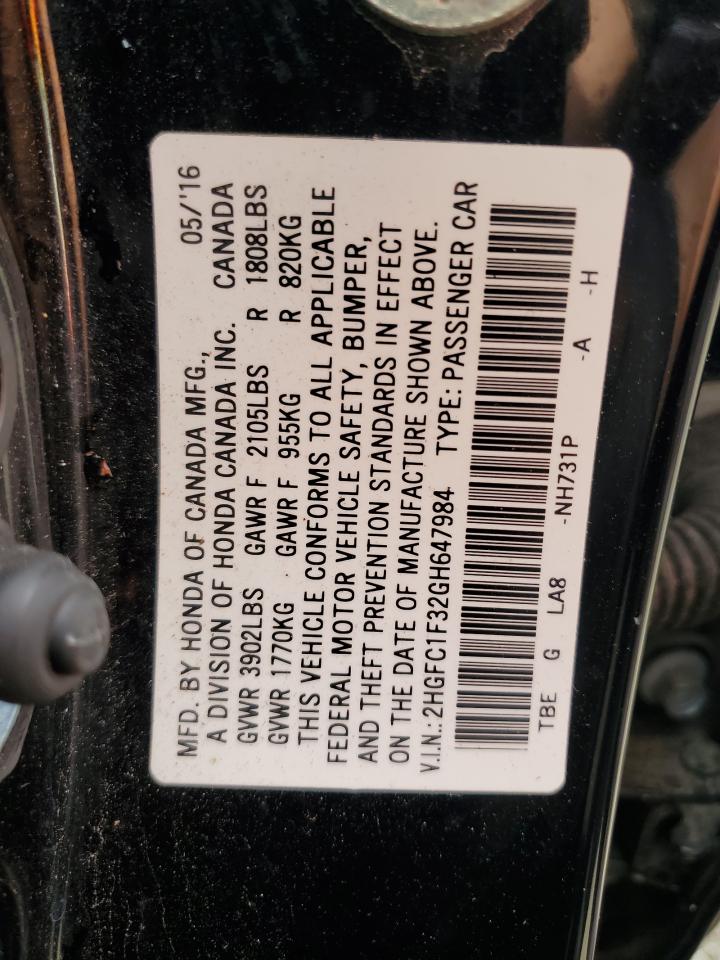 MFD. BY HONDA OF CANADA MFG., 05/'16
A DIVISION OF HONDA CANADA INC. CANADA
GVWR 3902LBS GAWR F 2105LBS R 1808LBS
GVWR 1770KG GAWR F 955KG R 820KG
THIS VEHICLE CONFORMS TO ALL APPLICABLE
FEDERAL MOTOR VEHICLE SAFETY, BUMPER,
AND THEFT PREVENTION STANDARDS IN EFFECT
ON THE DATE OF MANUFACTURE SHOWN ABOVE.
V.I.N.: 2HGFC1F32GH647984 TYPE: PASSENGER CAR
TBE G LA8 -NH731P -A -H